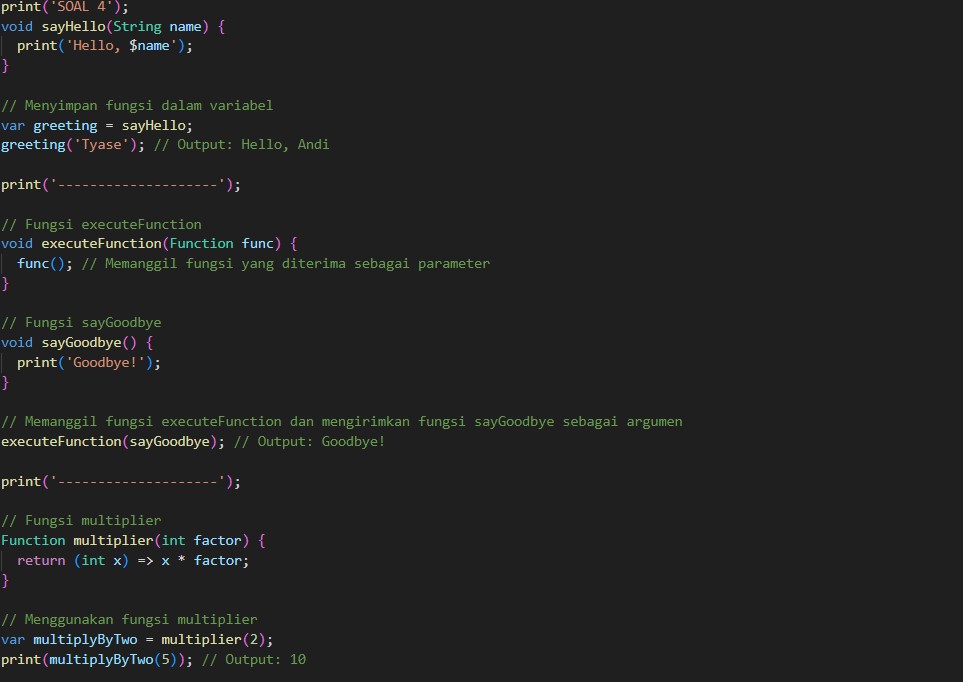 print('SOAL 4');
void sayHello(String name) {
  print('Hello, $name');
}
// Menyimpan fungsi dalam variabel
var greeting = sayHello;
greeting('Tyase'); // Output: Hello, Andi
print('--------------------');
// Fungsi executeFunction
void executeFunction(Function func) {
  func(); // Memanggil fungsi yang diterima sebagai parameter
}
// Fungsi sayGoodbye
void sayGoodbye() {
  print('Goodbye!');
}
// Memanggil fungsi executeFunction dan mengirimkan fungsi sayGoodbye sebagai argumen
executeFunction(sayGoodbye); // Output: Goodbye!
print('--------------------');
// Fungsi multiplier
Function multiplier(int factor) {
  return (int x) => x * factor;
}
// Menggunakan fungsi multiplier
var multiplyByTwo = multiplier(2);
print(multiplyByTwo(5)); // Output: 10